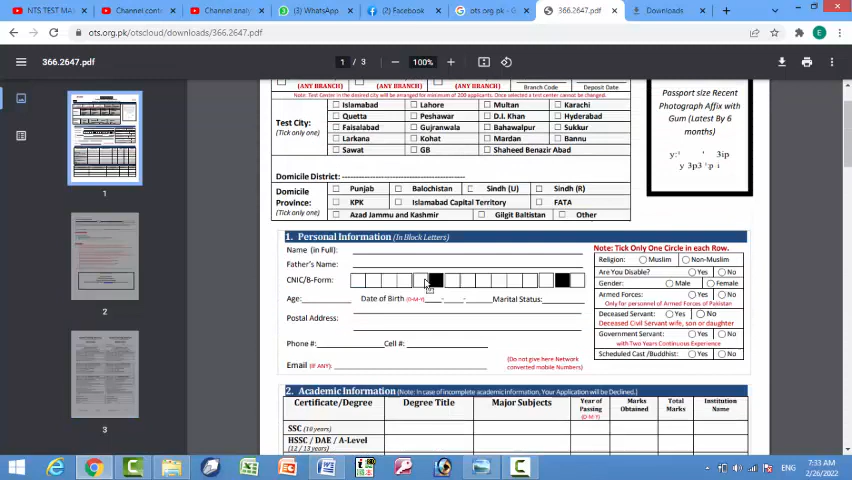 NTS TEST MA
Channel conten
Channel analy
(3) WhatsApp
(2) Facebook
ots.org.pk - G
366.2647.pdf
Downloads
ots.org.pk/otscloud/downloads/366.2647.pdf
366.2647.pdf
1 / 3
100%
(ANY BRANCH) (ANY BRANCH) (ANY BRANCH) Branch Code Deposit Date
Note: Test Center in the desired city will be arranged for minimum of 200 applicants. Once selected a test center cannot be changed.
Islamabad Lahore Multan Karachi
Quetta Peshawar D.I. Khan Hyderabad
Test City:
(Tick only one)
Faisalabad Gujranwala Bahawalpur Sukkur
Larkana Kohat Mardan Bannu
Sawat GB Shaheed Benazir Abad
Passport size Recent
Photograph Affix with
Gum (Latest By 6
months)
Domicile District:
Domicile
Province:
(Tick only one)
Punjab Balochistan Sindh (U) Sindh (R)
KPK Islamabad Capital Territory FATA
Azad Jammu and Kashmir Gilgit Baltistan Other
1. Personal Information (In Block Letters)
Name (in Full):
Father's Name:
CNIC/B-Form:
Age: Date of Birth (D-M-Y) - - Marital Status:
Postal Address:
Phone #: Cell #:
Email (IF ANY):
(Do not give here Network
converted mobile Numbers)
Note: Tick Only One Circle in Each Row.
Religion: Muslim Non-Muslim
Are You Disable? Yes No
Gender: Male Female
Armed Forces: Yes No
Only for personnel of Armed Forces of Pakistan
Deceased Servant: Yes No
Deceased Civil Servant wife, son or daughter
Government Servant: Yes No
with Two Years Continuous Experience
Scheduled Cast /Buddhist: Yes No
2. Academic Information (Note: In case of incomplete academic Information, Your Application will be Declined.)
Certificate/Degree Degree Title Major Subjects Year of Passing (D-M-Y) Marks Obtained Total Marks Institution Name
SSC (10 years)
HSSC / DAE / A-Level
(12 / 13 years)
1
2
3
ENG
7:33 AM
2/26/2022